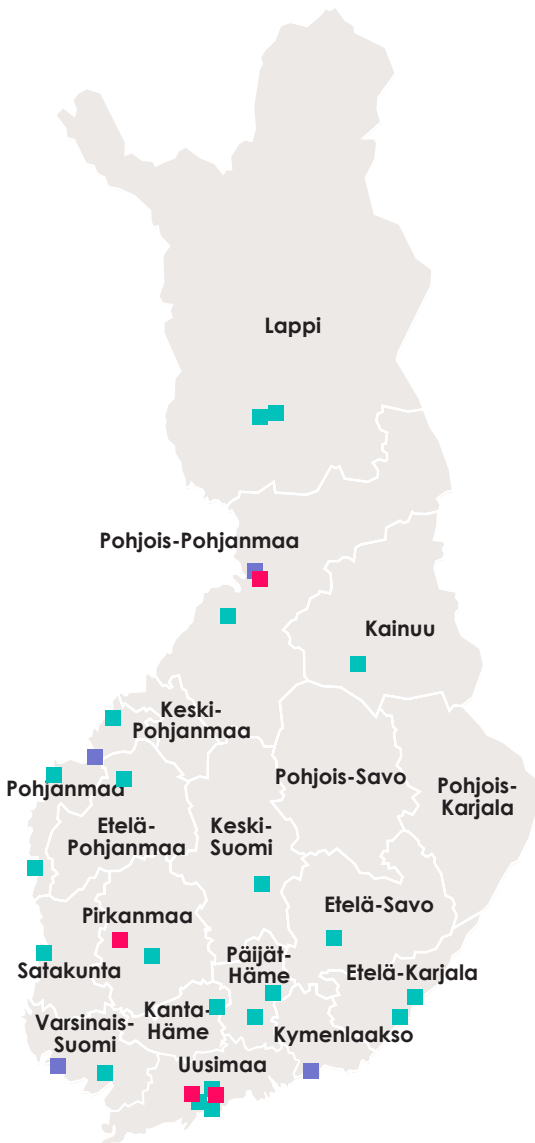 Lappi
Pohjois-Pohjanmaa
Kainuu
Keski-
Pohjanmaa
Pohjanmaa
Pohjois-Savo
Pohjois-
Karjala
Etelä-
Pohjanmaa
Keski-
Suomi
Pirkanmaa
Etelä-Savo
Satakunta
Päijät-
Häme
Etelä-Karjala
Kanta-
Häme
Varsinais-
Suomi
Kymenlaakso
Uusimaa